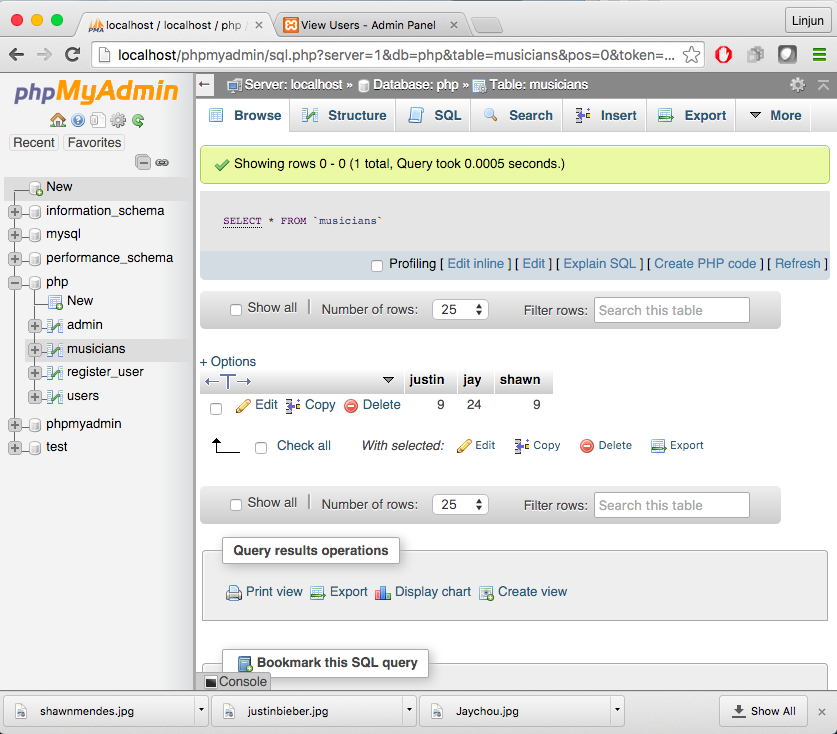 localhost / localhost / php /
View Users - Admin Panel
Linjun
localhost/phpmyadmin/sql.php?server=1&db=php&table=musicians&pos=0&token=...
phpMyAdmin
Recent Favorites
New
information_schema
mysql
performance_schema
php
New
admin
musicians
register_user
users
phpmyadmin
test
Server: localhost » Database: php » Table: musicians
Browse Structure SQL Search Insert Export More
Showing rows 0 - 0 (1 total, Query took 0.0005 seconds.)
SELECT * FROM `musicians`
Profiling [ Edit inline ] [ Edit ] [ Explain SQL ] [ Create PHP code ] [ Refresh ]
Show all | Number of rows: 25 Filter rows: Search this table
+ Options
←T→ justin jay shawn
Edit Copy Delete 9 24 9
Check all With selected: Edit Copy Delete Export
Show all | Number of rows: 25 Filter rows: Search this table
Query results operations
Print view Export Display chart Create view
Bookmark this SQL query
Console
shawnmendes.jpg justinbieber.jpg Jaychou.jpg Show All